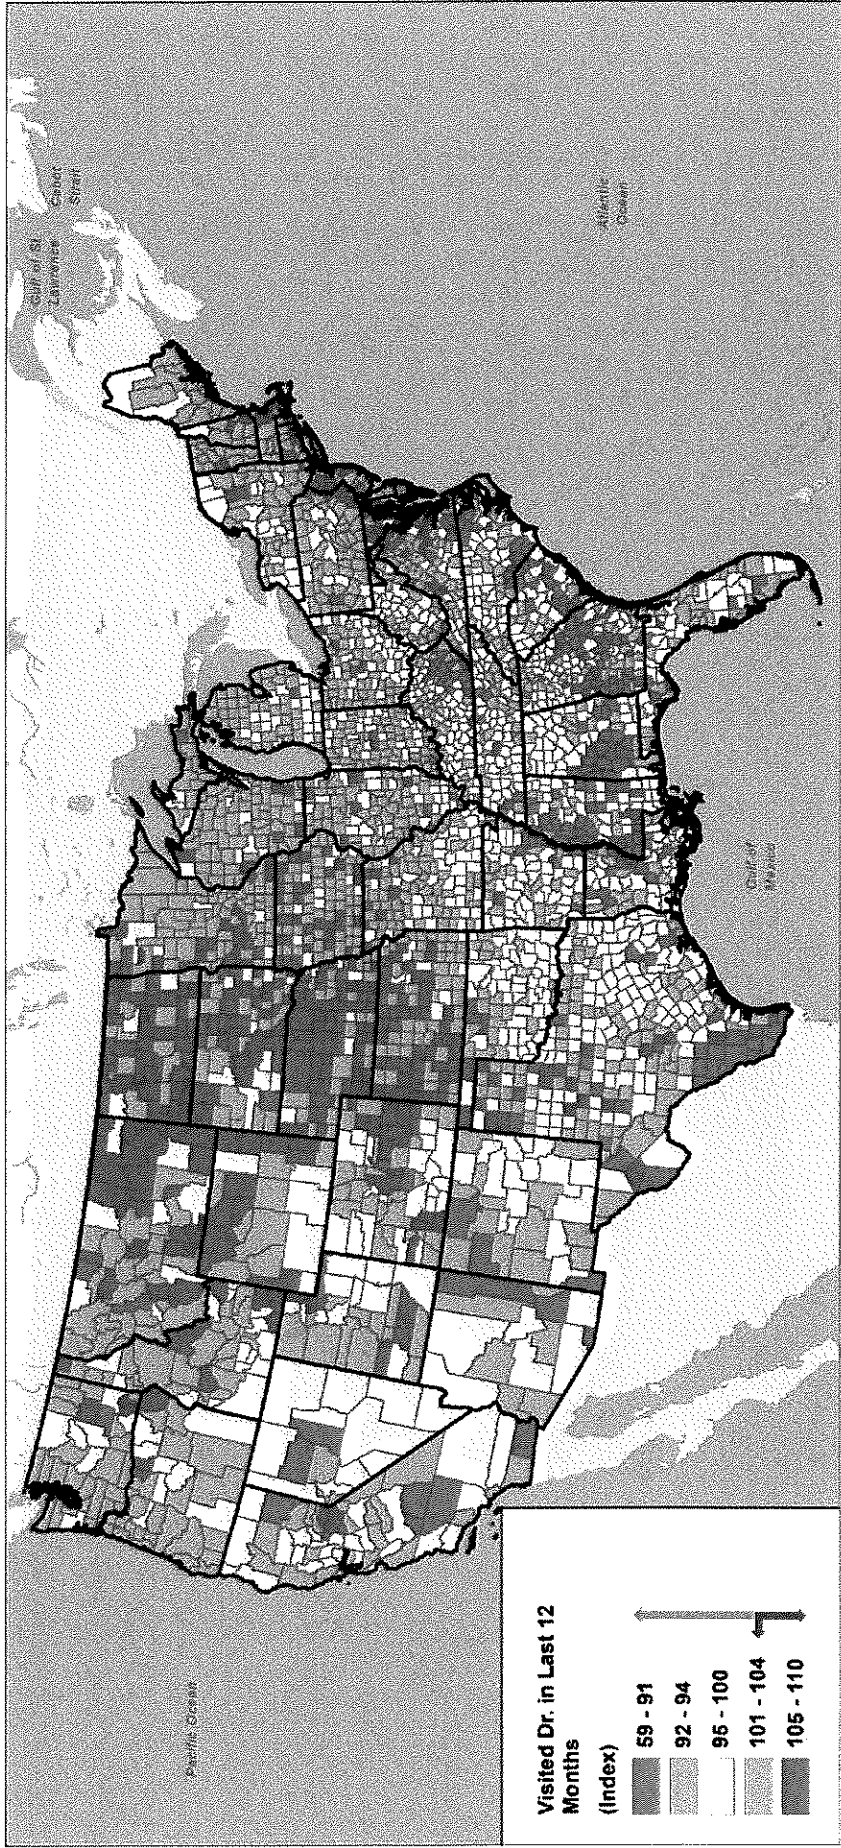 Gulf of St.
Lawrence
Cabot
Strait
Atlantic
Ocean
Pacific Ocean
Gulf of
Mexico
Visited Dr. in Last 12
Months
(Index)
59 - 91
92 - 94
95 - 100
101 - 104
105 - 110